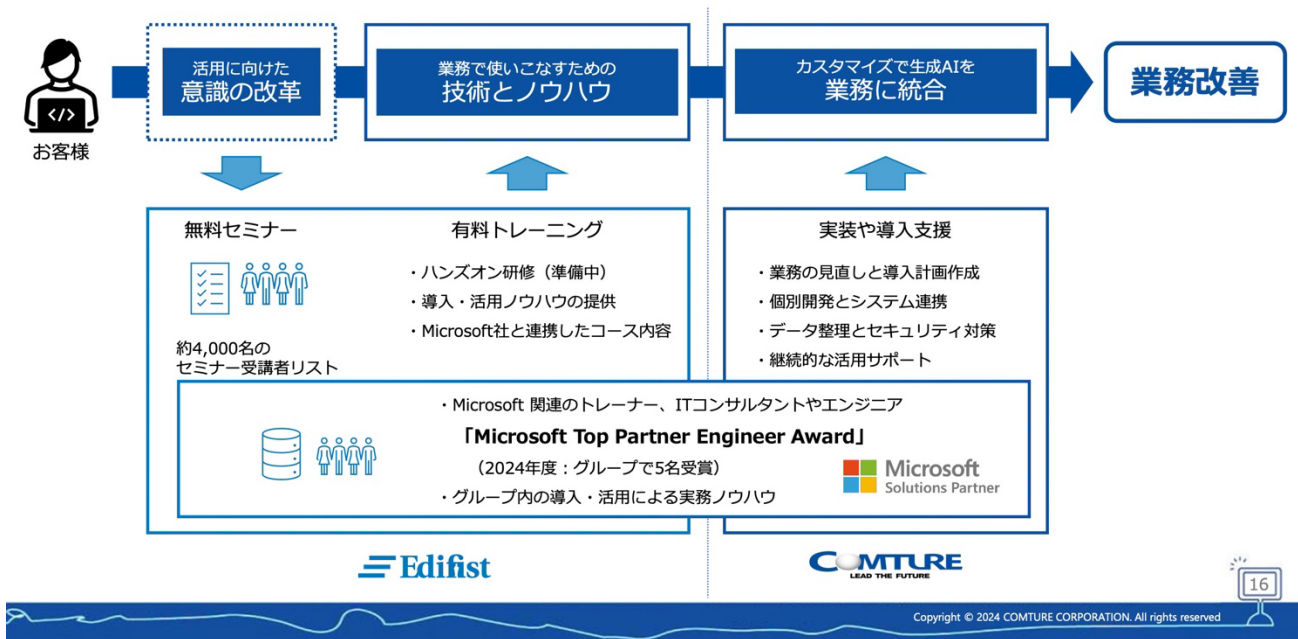 活用に向けた
意識の改革
業務で使いこなすための
技術とノウハウ
カスタマイズで生成AIを
業務に統合
業務改善
</>
お客様
無料セミナー
約4,000名の
セミナー受講者リスト
有料トレーニング
・ハンズオン研修（準備中）
・導入・活用ノウハウの提供
・Microsoft社と連携したコース内容
実装や導入支援
・業務の見直しと導入計画作成
・個別開発とシステム連携
・データ整理とセキュリティ対策
・継続的な活用サポート
・Microsoft 関連のトレーナー、ITコンサルタントやエンジニア
「Microsoft Top Partner Engineer Award」
（2024年度：グループで5名受賞）
・グループ内の導入・活用による実務ノウハウ
Microsoft
Solutions Partner
Edifist
COMTURE
LEAD THE FUTURE
16
Copyright © 2024 COMTURE CORPORATION. All rights reserved